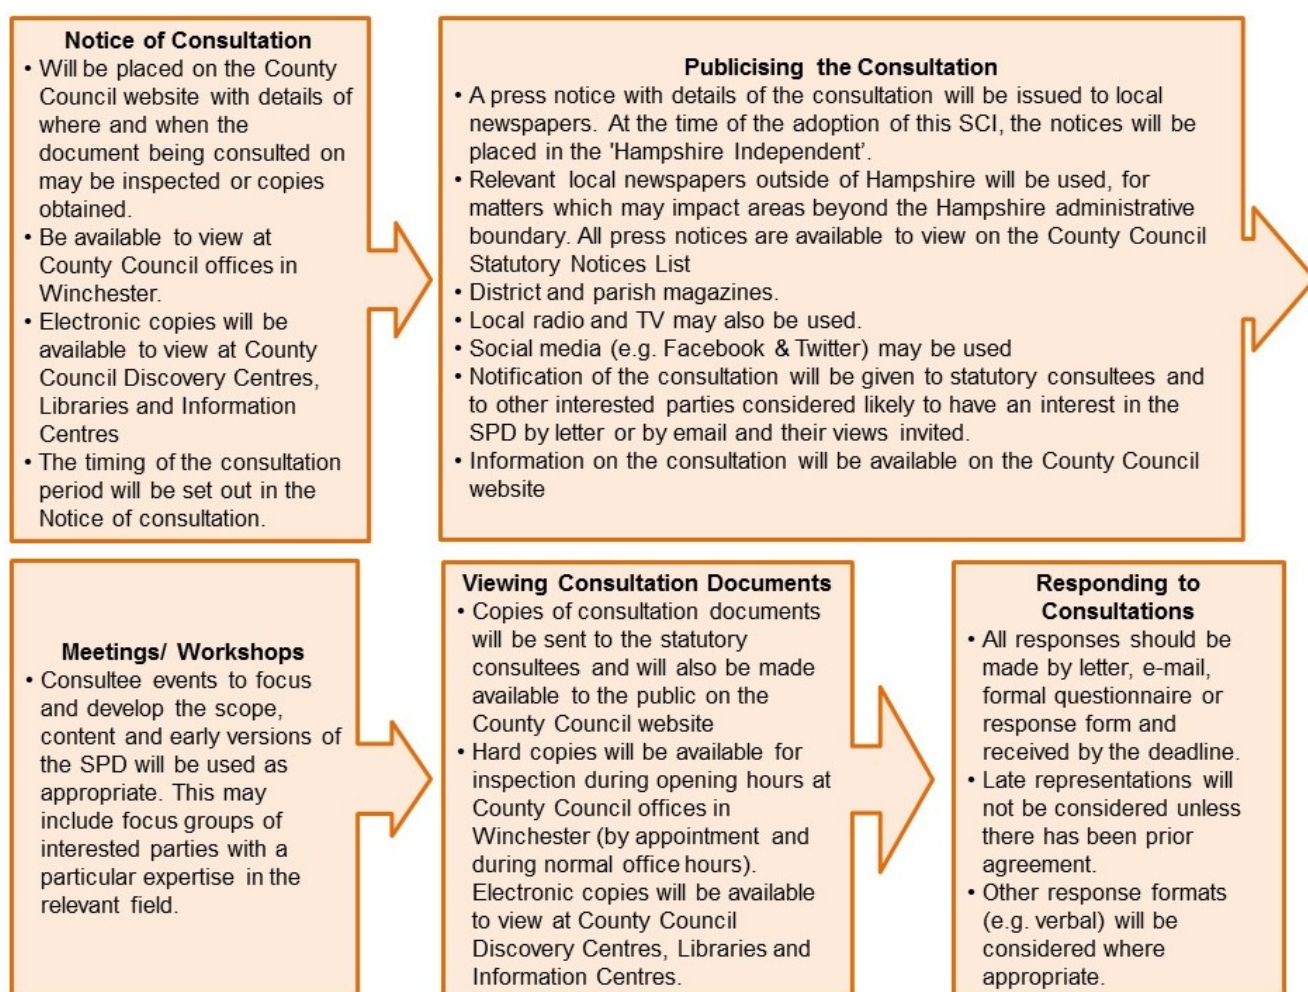 Notice of Consultation
• Will be placed on the County
Council website with details of
where and when the
document being consulted on
may be inspected or copies
obtained.
• Be available to view at
County Council offices in
Winchester.
• Electronic copies will be
available to view at County
Council Discovery Centres,
Libraries and Information
Centres
• The timing of the consultation
period will be set out in the
Notice of consultation.
Publicising the Consultation
• A press notice with details of the consultation will be issued to local
newspapers. At the time of the adoption of this SCI, the notices will be
placed in the 'Hampshire Independent’.
• Relevant local newspapers outside of Hampshire will be used, for
matters which may impact areas beyond the Hampshire administrative
boundary. All press notices are available to view on the County Council
Statutory Notices List
• District and parish magazines.
• Local radio and TV may also be used.
• Social media (e.g. Facebook & Twitter) may be used
• Notification of the consultation will be given to statutory consultees and
to other interested parties considered likely to have an interest in the
SPD by letter or by email and their views invited.
• Information on the consultation will be available on the County Council
website
Meetings/ Workshops
• Consultee events to focus
and develop the scope,
content and early versions of
the SPD will be used as
appropriate. This may
include focus groups of
interested parties with a
particular expertise in the
relevant field.
Viewing Consultation Documents
• Copies of consultation documents
will be sent to the statutory
consultees and will also be made
available to the public on the
County Council website
• Hard copies will be available for
inspection during opening hours at
County Council offices in
Winchester (by appointment and
during normal office hours).
Electronic copies will be available
to view at County Council
Discovery Centres, Libraries and
Information Centres.
Responding to
Consultations
• All responses should be
made by letter, e-mail,
formal questionnaire or
response form and
received by the deadline.
• Late representations will
not be considered unless
there has been prior
agreement.
• Other response formats
(e.g. verbal) will be
considered where
appropriate.